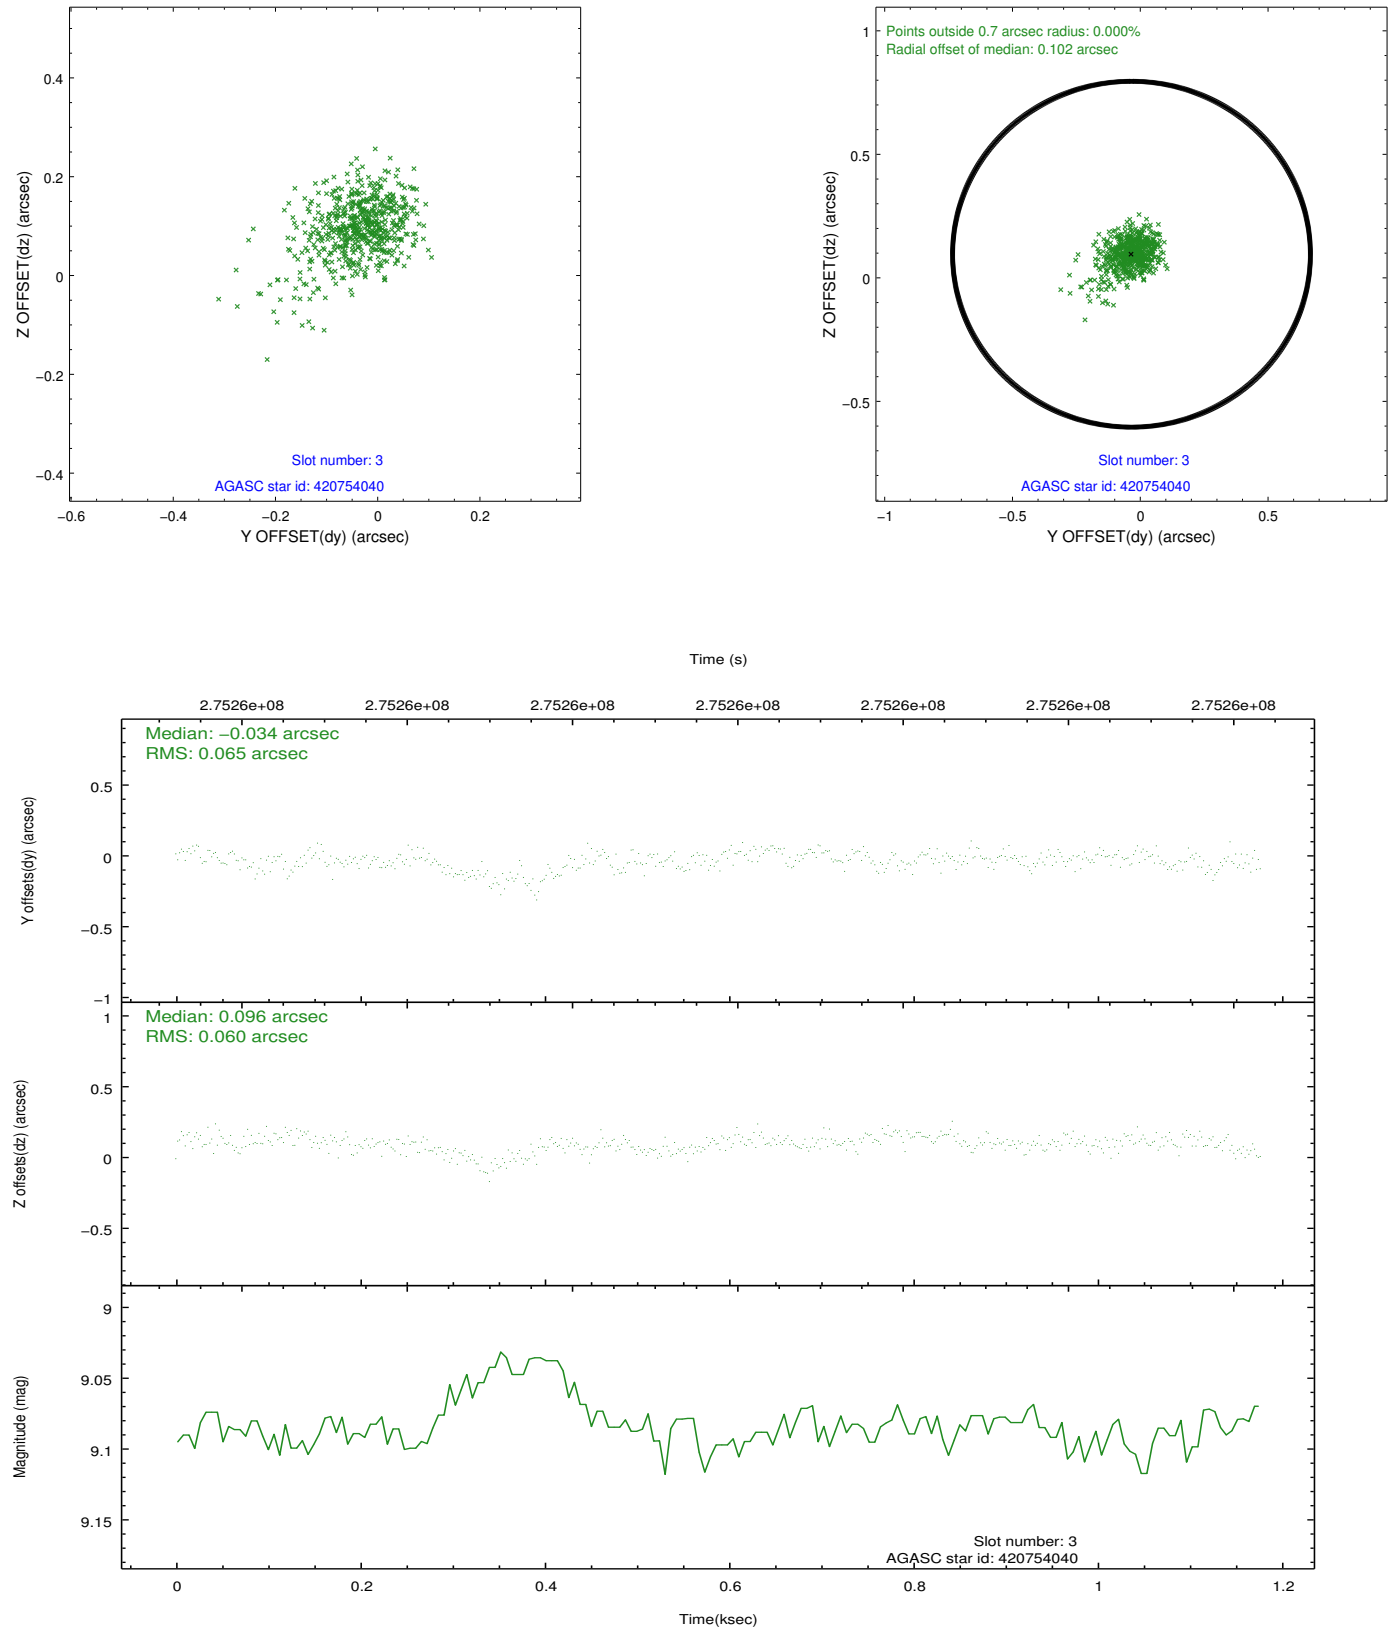 0.4
0.2
0
−0.2
−0.4
Z OFFSET(dz) (arcsec)
Slot number: 3
AGASC star id: 420754040
−0.6
−0.4
−0.2
0
0.2
Y OFFSET(dy) (arcsec)
Points outside 0.7 arcsec radius: 0.000%
Radial offset of median: 0.102 arcsec
1
0.5
0
−0.5
Z OFFSET(dz) (arcsec)
Slot number: 3
AGASC star id: 420754040
−1
−0.5
0
0.5
Y OFFSET(dy) (arcsec)
Time (s)
2.7526e+08
2.7526e+08
2.7526e+08
2.7526e+08
2.7526e+08
2.7526e+08
2.7526e+08
Median: −0.034 arcsec
RMS: 0.065 arcsec
0.5
0
−0.5
−1
Y offsets(dy) (arcsec)
Median: 0.096 arcsec
RMS: 0.060 arcsec
1
0.5
0
−0.5
Z offsets(dz) (arcsec)
9
9.05
9.1
9.15
Magnitude (mag)
Slot number: 3
AGASC star id: 420754040
0
0.2
0.4
0.6
0.8
1
1.2
Time(ksec)